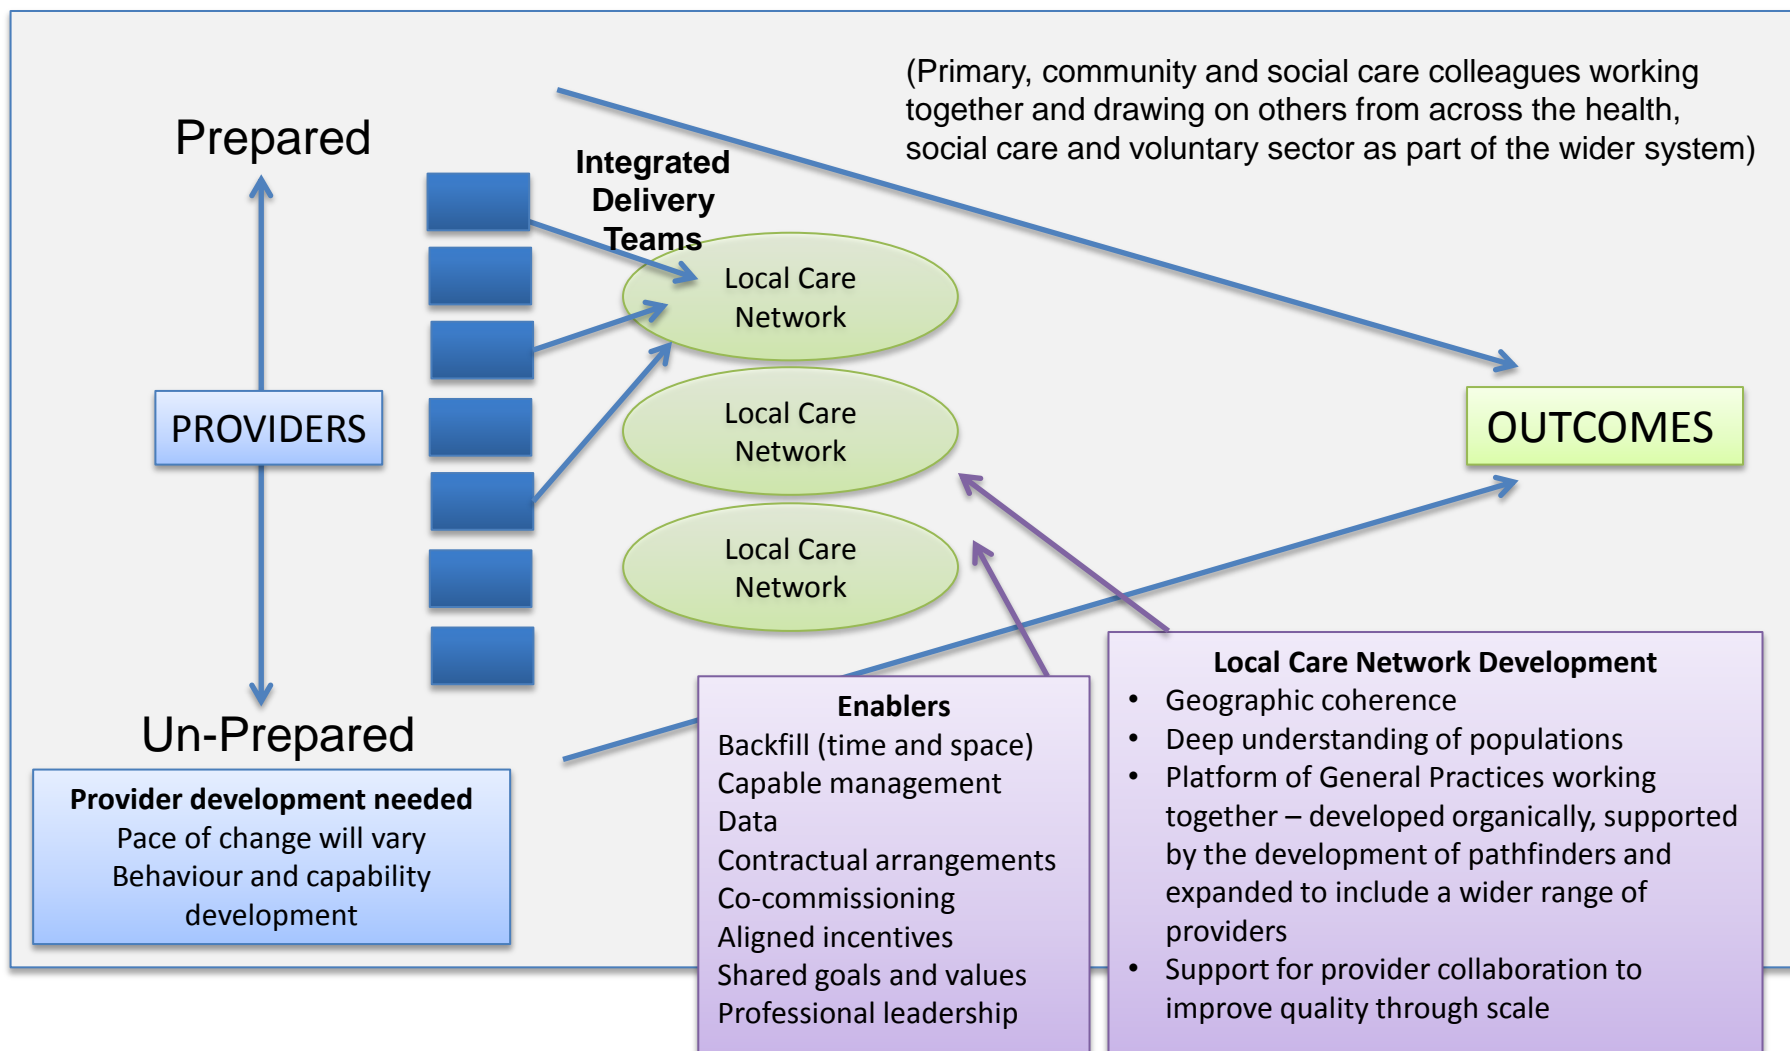 (Primary, community and social care colleagues working
together and drawing on others from across the health,
social care and voluntary sector as part of the wider system)
Prepared
Integrated
Delivery
Teams
Local Care
Network
PROVIDERS
Local Care
Network
OUTCOMES
Local Care
Network
Un-Prepared
Provider development needed
Pace of change will vary
Behaviour and capability
development
Enablers
Backfill (time and space)
Capable management
Data
Contractual arrangements
Co-commissioning
Aligned incentives
Shared goals and values
Professional leadership
Local Care Network Development
• Geographic coherence
• Deep understanding of populations
• Platform of General Practices working
together – developed organically, supported
by the development of pathfinders and
expanded to include a wider range of
providers
• Support for provider collaboration to
improve quality through scale